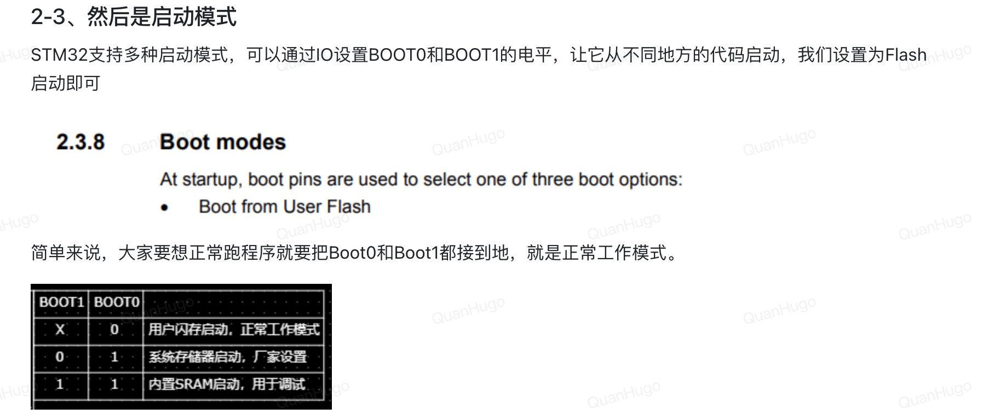 2-3、然后是启动模式
STM32支持多种启动模式，可以通过IO设置BOOT0和BOOT1的电平，让它从不同地方的代码启动，我们设置为Flash
启动即可
2.3.8 Boot modes
At startup, boot pins are used to select one of three boot options:
• Boot from User Flash
简单来说，大家要想正常跑程序就要把Boot0和Boot1都接到地，就是正常工作模式。
BOOT1 BOOT0
X 0 用户闪存启动，正常工作模式
0 1 系统存储器启动，厂家设置
1 1 内置SRAM启动，用于调试
QuanHugo